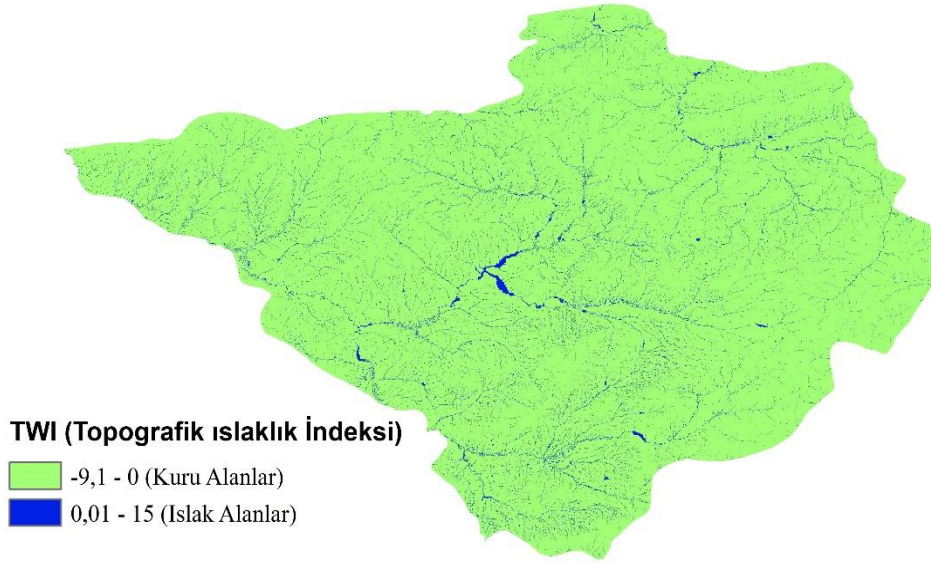 TWI (Topografik ıslaklık İndeksi)
-9,1 - 0 (Kuru Alanlar)
0,01 - 15 (Islak Alanlar)